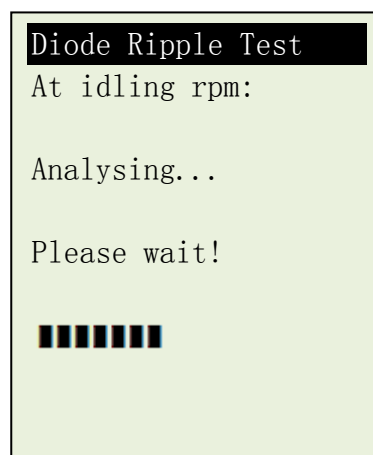 Diode Ripple Test
At idling rpm:
Analysing...
Please wait!